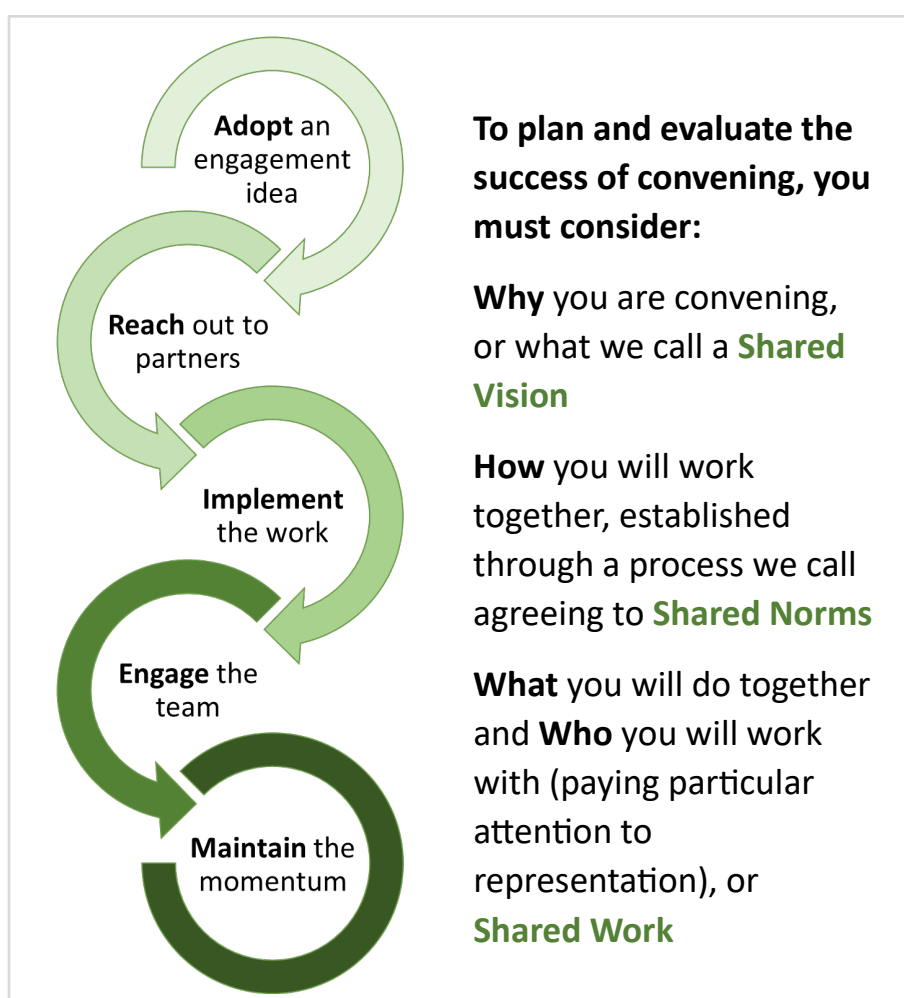 Adopt an
engagement
idea
Reach out to
partners
Implement
the work
Engage the
team
Maintain the
momentum
To plan and evaluate the
success of convening, you
must consider:
Why you are convening,
or what we call a Shared
Vision
How you will work
together, established
through a process we call
agreeing to Shared Norms
What you will do together
and Who you will work
with (paying particular
attention to
representation), or
Shared Work